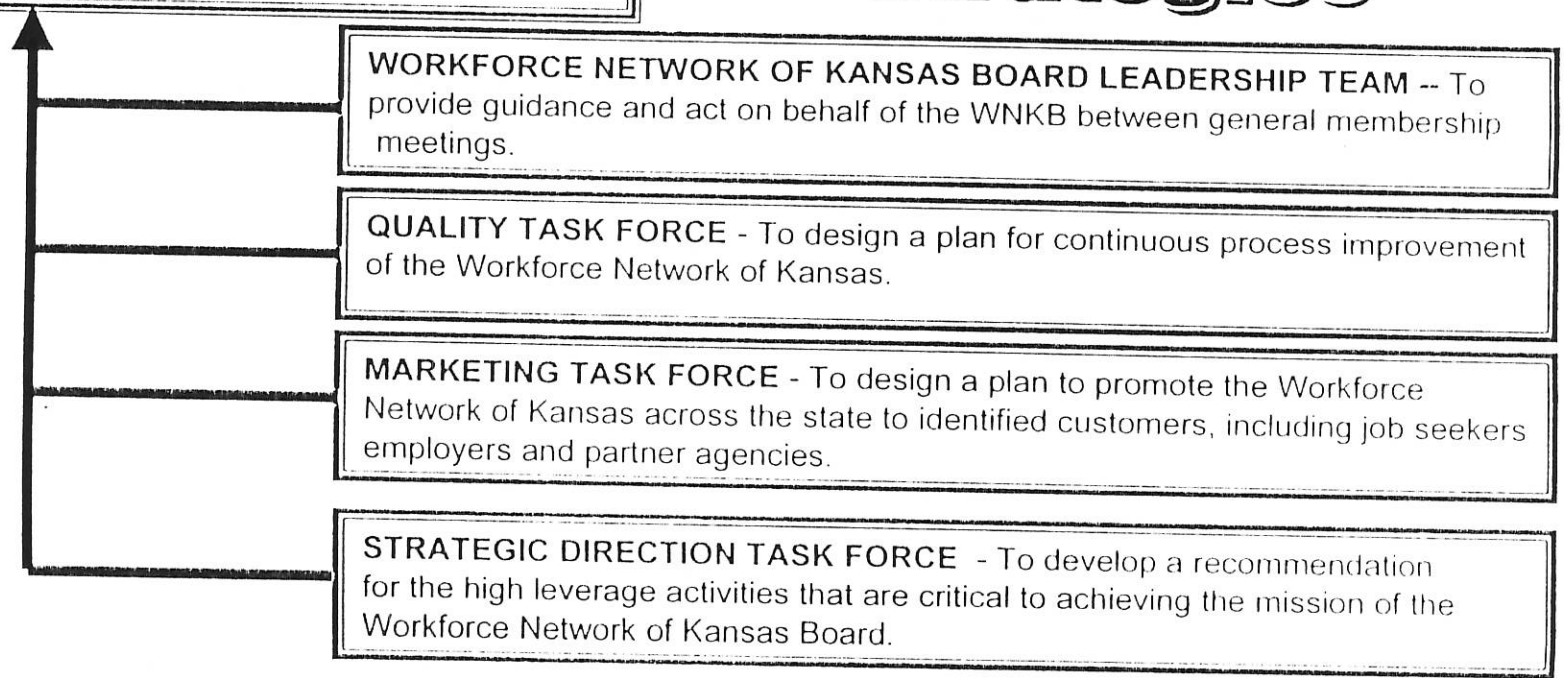 WORKFORCE NETWORK OF KANSAS BOARD LEADERSHIP TEAM -- To
provide guidance and act on behalf of the WNKB between general membership
meetings.
QUALITY TASK FORCE - To design a plan for continuous process improvement
of the Workforce Network of Kansas.
MARKETING TASK FORCE - To design a plan to promote the Workforce
Network of Kansas across the state to identified customers, including job seekers
employers and partner agencies.
STRATEGIC DIRECTION TASK FORCE - To develop a recommendation
for the high leverage activities that are critical to achieving the mission of the
Workforce Network of Kansas Board.